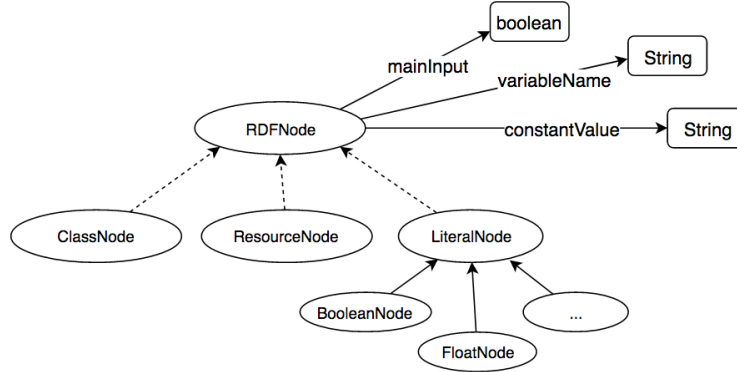 boolean
mainInput
String
variableName
RDFNode
constantValue
String
ClassNode
ResourceNode
LiteralNode
BooleanNode
...
FloatNode